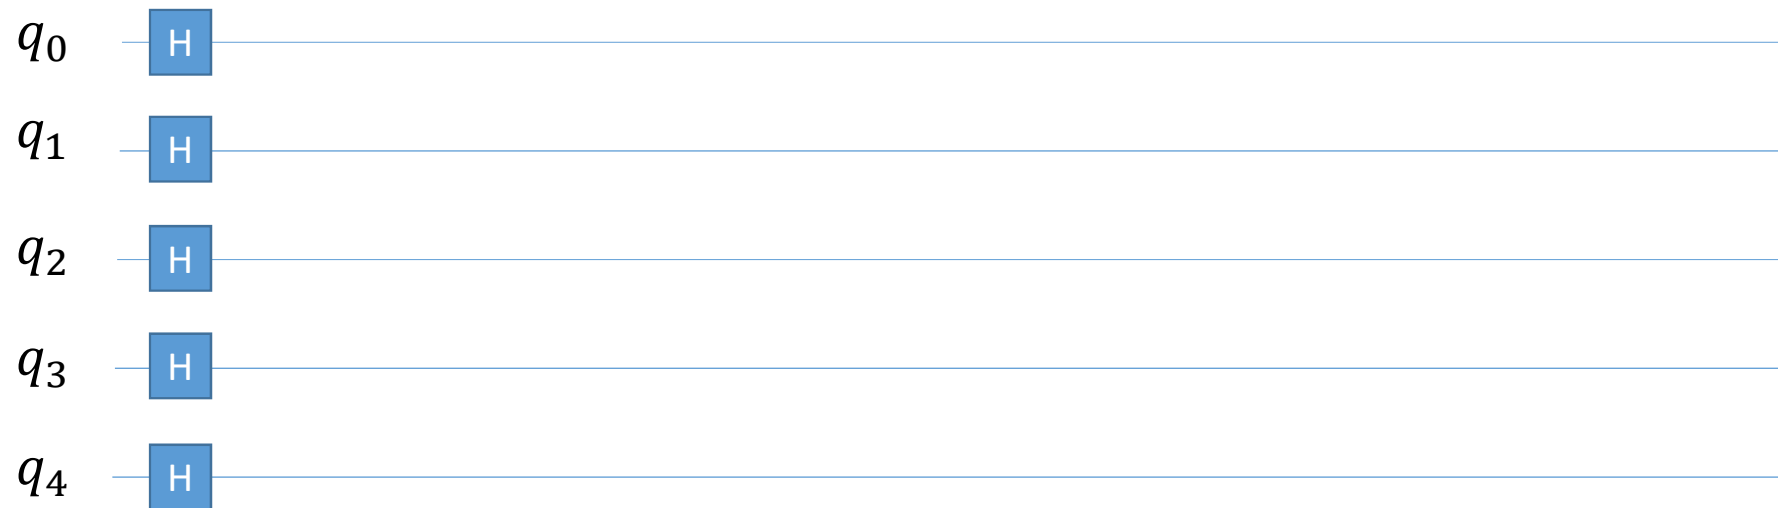 q₀ H
q₁ H
q₂ H
q₃ H
q₄ H